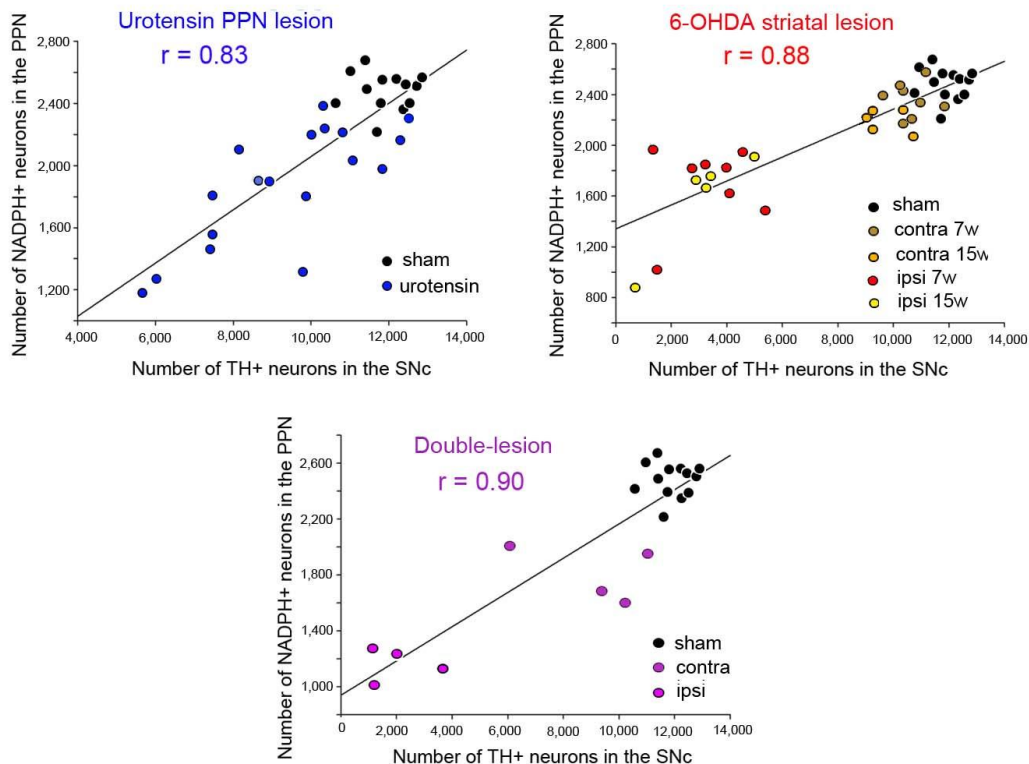 Urotensin PPN lesion
r = 0.83
Number of NADPH+ neurons in the PPN
2,800
2,400
2,000
1,600
1,200
sham
urotensin
4,000
6,000
8,000
10,000
12,000
14,000
Number of TH+ neurons in the SNc
6-OHDA striatal lesion
r = 0.88
Number of NADPH+ neurons in the PPN
2,800
2,400
2,000
1,600
1,200
800
sham
contra 7w
contra 15w
ipsi 7w
ipsi 15w
0
2,000
4,000
6,000
8,000
10,000
12,000
14,000
Number of TH+ neurons in the SNc
Double-lesion
r = 0.90
Number of NADPH+ neurons in the PPN
2,600
2,200
1,800
1,400
1,000
sham
contra
ipsi
0
2,000
4,000
6,000
8,000
10,000
12,000
14,000
Number of TH+ neurons in the SNc